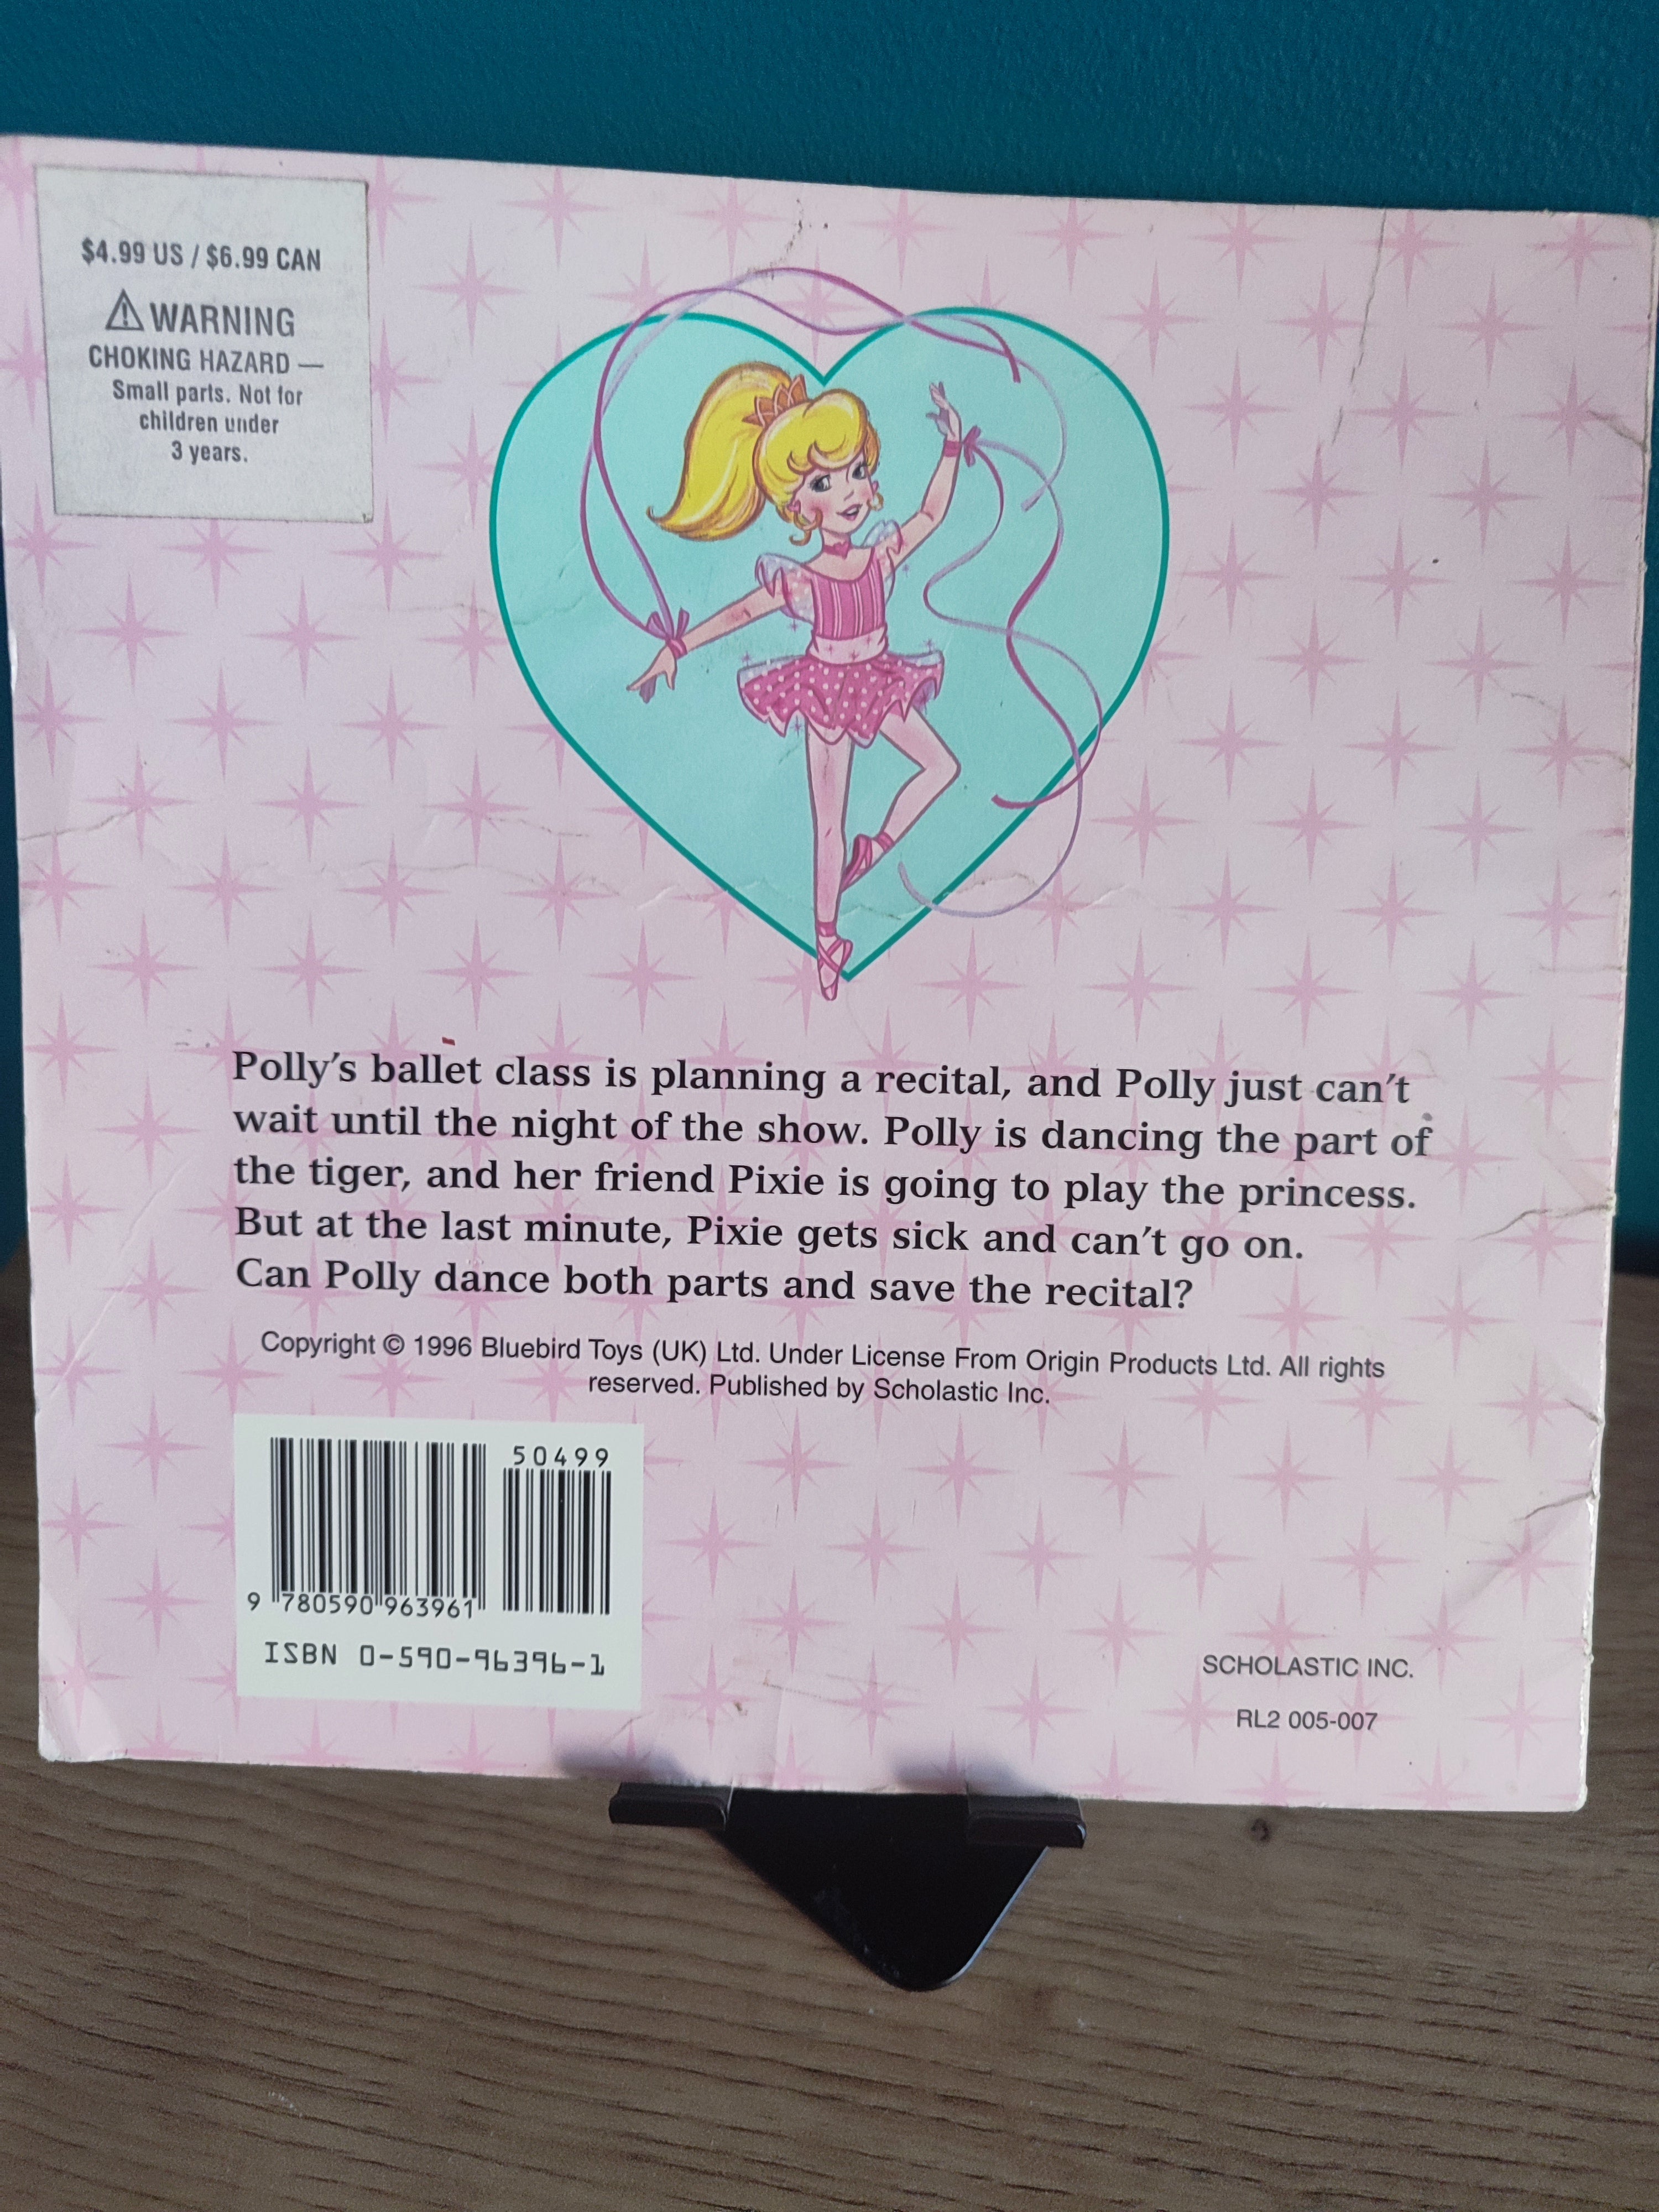 $4.99 US / $6.99 CAN
⚠ WARNING
CHOKING HAZARD —
Small parts. Not for
children under
3 years.
Polly's ballet class is planning a recital, and Polly just can't
wait until the night of the show. Polly is dancing the part of
the tiger, and her friend Pixie is going to play the princess.
But at the last minute, Pixie gets sick and can't go on.
Can Polly dance both parts and save the recital?
Copyright © 1996 Bluebird Toys (UK) Ltd. Under License From Origin Products Ltd. All rights
reserved. Published by Scholastic Inc.
50499
9 780590 963961
ISBN 0-590-96396-1
SCHOLASTIC INC.
RL2 005-007